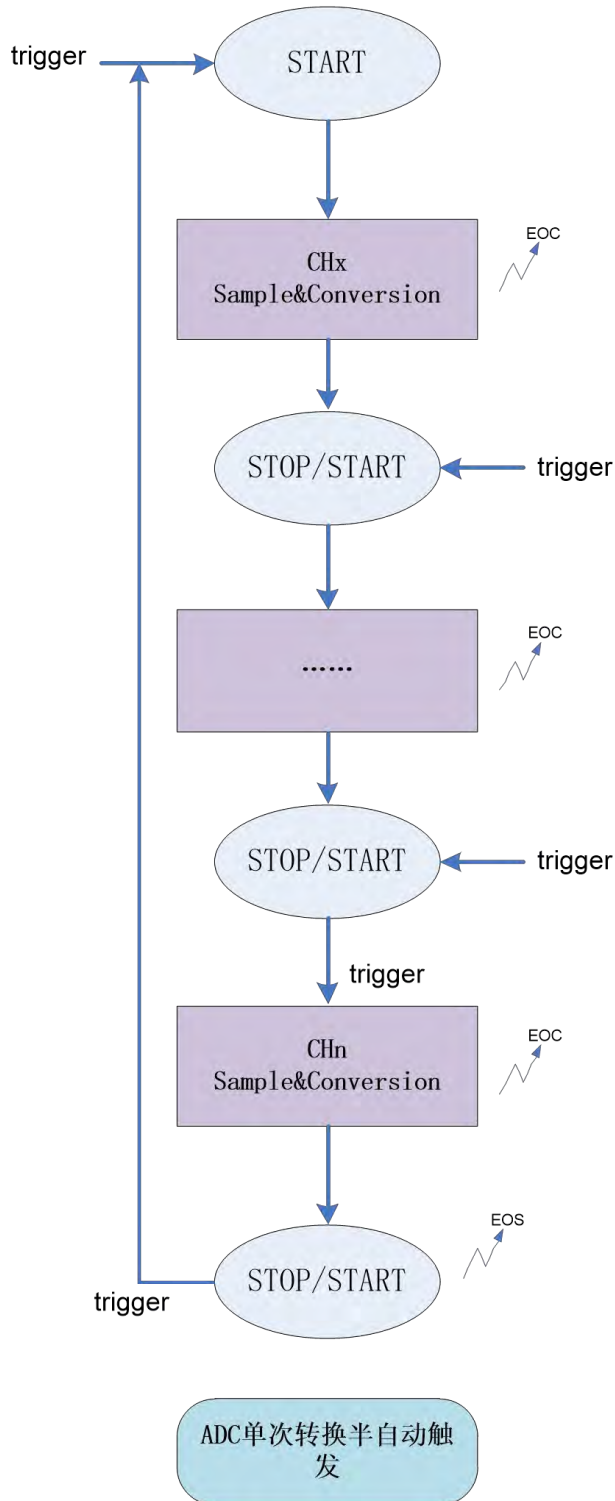 trigger
START
EOC
CHx
Sample&Conversion
STOP/START
trigger
EOC
......
STOP/START
trigger
trigger
EOC
CHn
Sample&Conversion
EOS
STOP/START
trigger
ADC单次转换半自动触
发